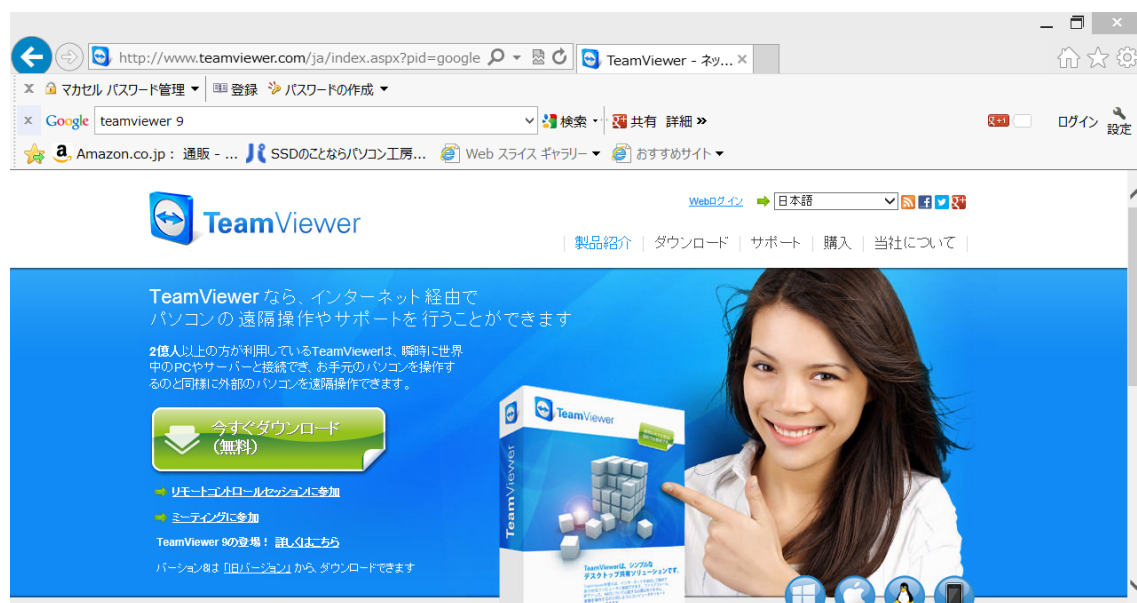 http://www.teamviewer.com/ja/index.aspx?pid=google
TeamViewer - ネッ... ×
x マカセル パスワード管理 ▼ 登録 パスワードの作成 ▼
× Google teamviewer 9 検索 共有 詳細 » g+1 ログイン 設定
Amazon.co.jp : 通販 - ... SSDのことならパソコン工房... Web スライス ギャラリー ▼ おすすめサイト ▼
TeamViewer
Webログイン 日本語
製品紹介 | ダウンロード | サポート | 購入 | 当社について
TeamViewer なら、インターネット経由で
パソコンの遠隔操作やサポートを行うことができます
2億人以上の方が利用しているTeamViewerは、瞬時に世界
中のPCやサーバーと接続でき、お手元のパソコンを操作す
るのと同様に外部のパソコンを遠隔操作できます。
今すぐダウンロード
(無料)
リモートコントロールセッションに参加
ミーティングに参加
TeamViewer 9の登場！ 詳しくはこちら
バージョン8は「旧バージョン」から、ダウンロードできます
TeamViewer
TeamViewer
TeamViewerは、シンプルな
デスクトップ共有ソリューションです。